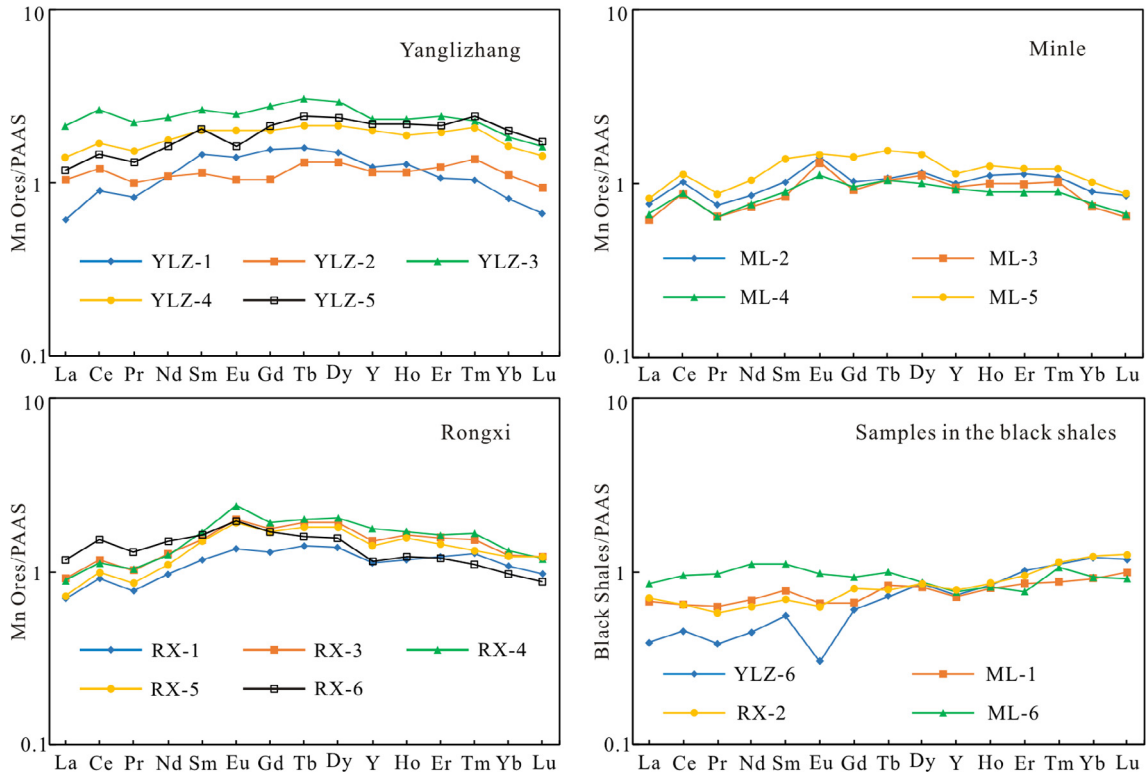 10
Yanglizhang
Mn Ores/PAAS
1
YLZ-1 YLZ-2 YLZ-3
YLZ-4 YLZ-5
0.1
La Ce Pr Nd Sm Eu Gd Tb Dy Y Ho Er Tm Yb Lu
10
Minle
Mn Ores/PAAS
1
ML-2 ML-3
ML-4 ML-5
0.1
La Ce Pr Nd Sm Eu Gd Tb Dy Y Ho Er Tm Yb Lu
10
Rongxi
Mn Ores/PAAS
1
RX-1 RX-3 RX-4
RX-5 RX-6
0.1
La Ce Pr Nd Sm Eu Gd Tb Dy Y Ho Er Tm Yb Lu
10
Samples in the black shales
Black Shales/PAAS
1
YLZ-6 ML-1
RX-2 ML-6
0.1
La Ce Pr Nd Sm Eu Gd Tb Dy Y Ho Er Tm Yb Lu